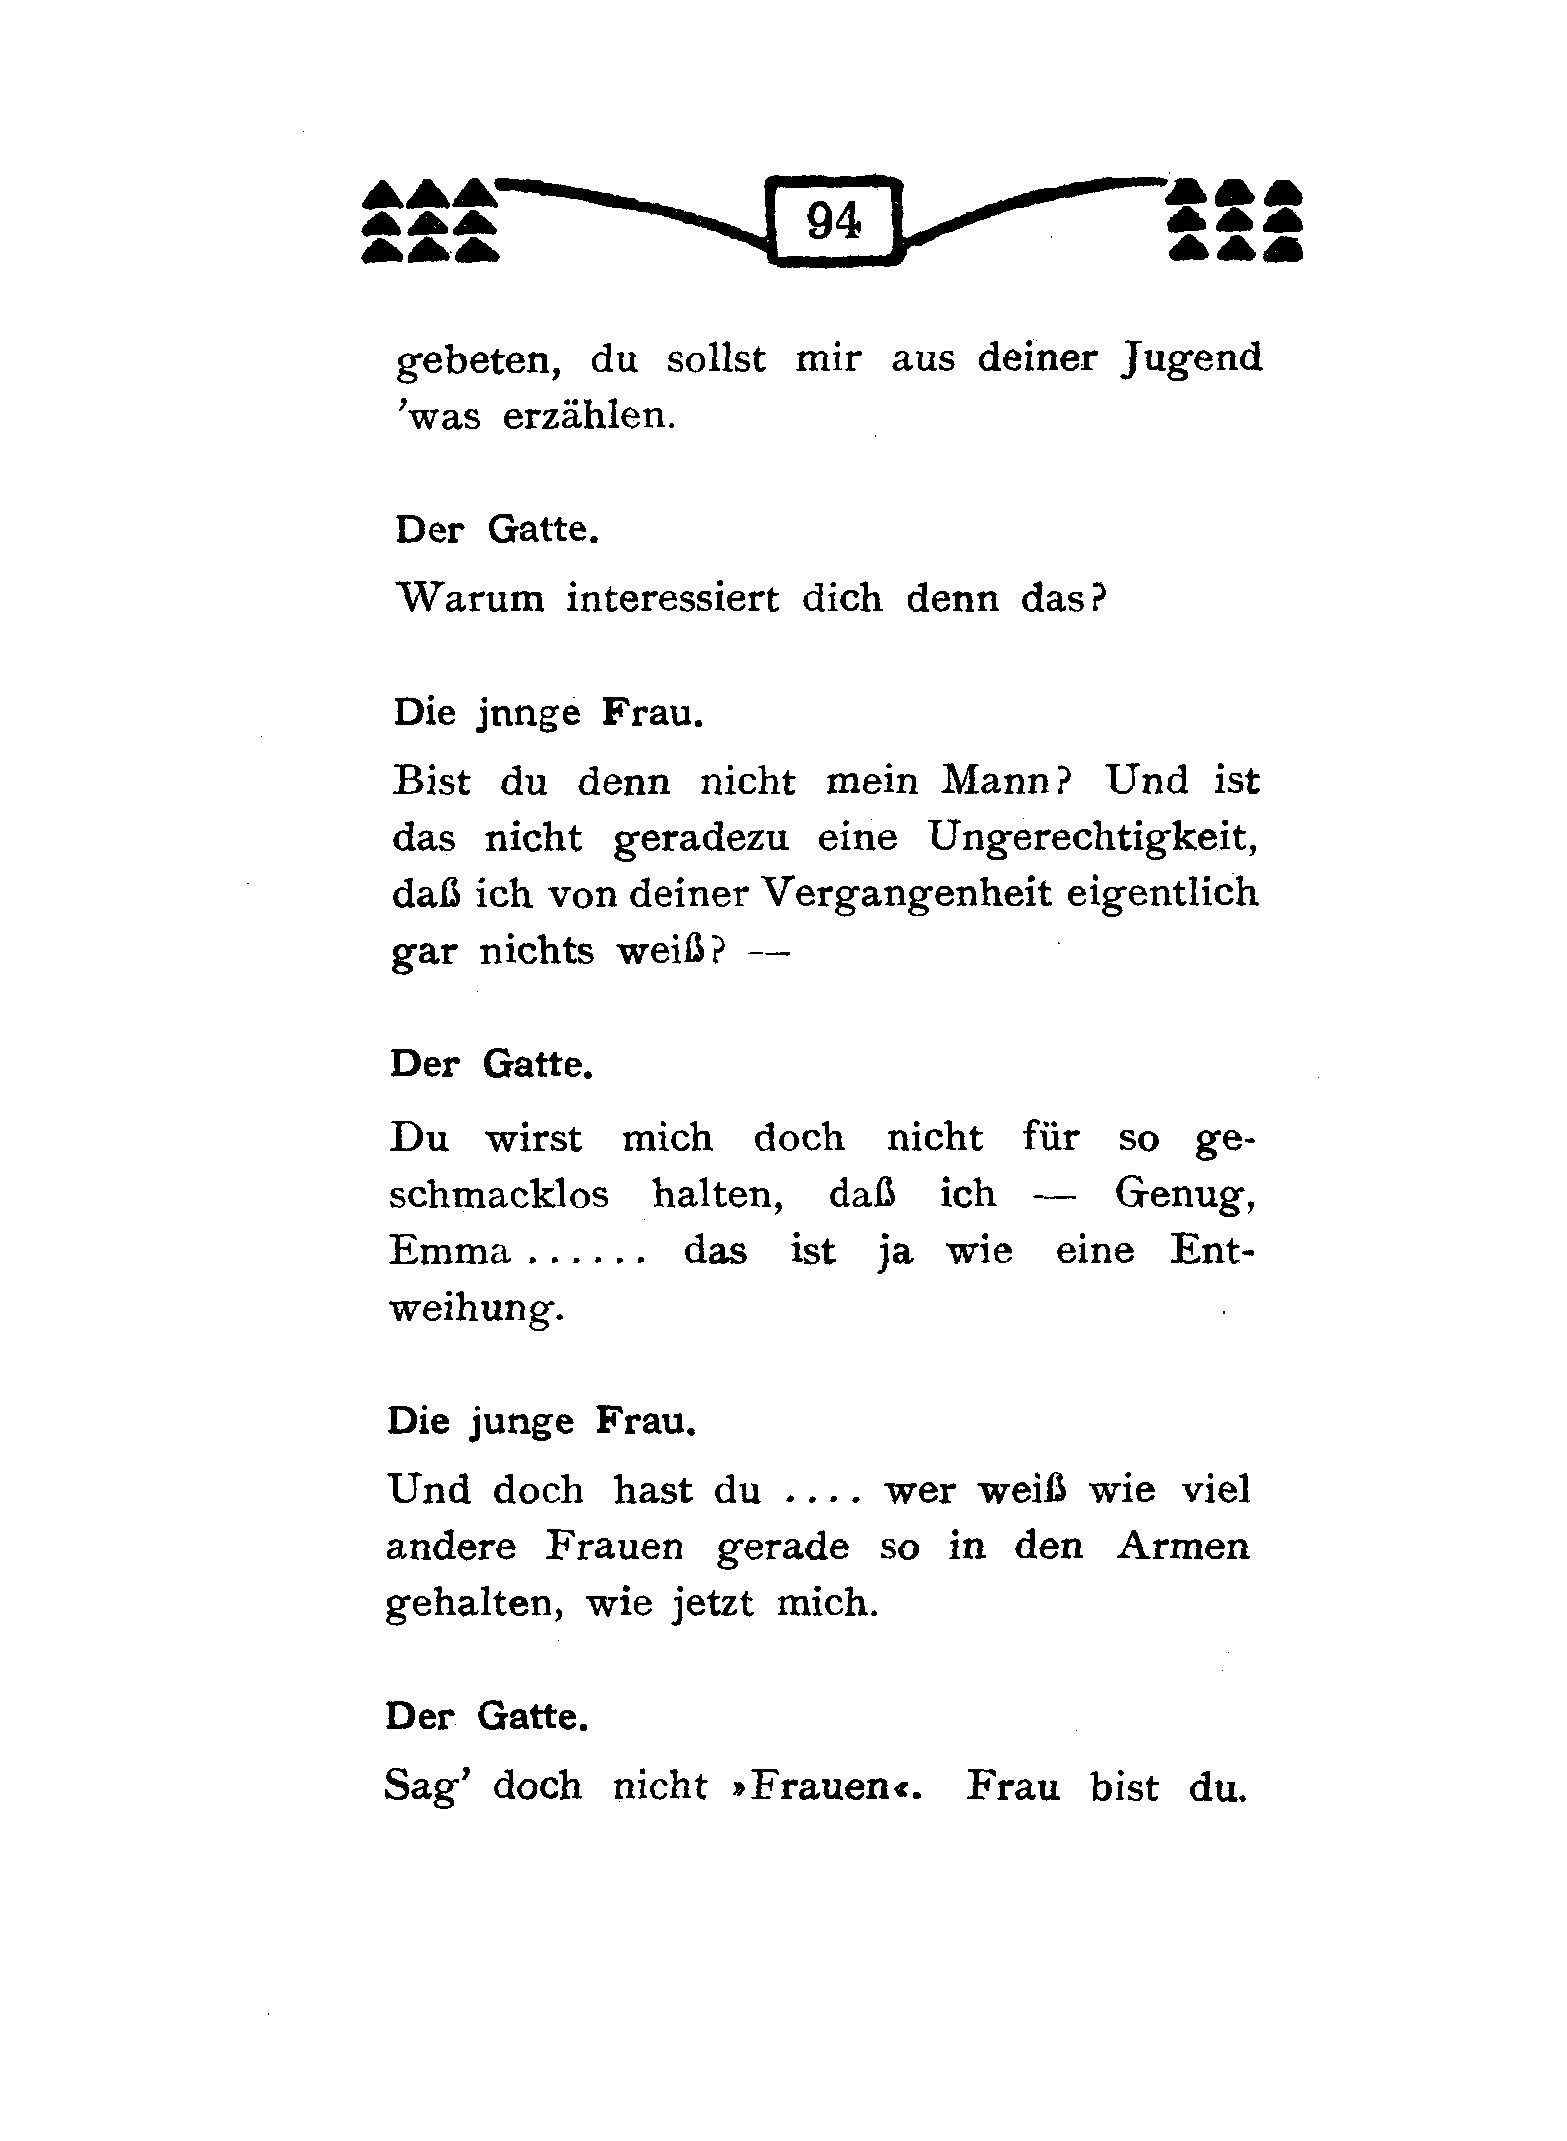 94
gebeten, du sollst mir aus deiner Jugend
’was erzählen.
Der Gatte.
Warum interessiert dich denn das?
Die jnnge Frau.
Bist du denn nicht mein Mann? Und ist
das nicht geradezu eine Ungerechtigkeit,
daß ich von deiner Vergangenheit eigentlich
gar nichts weiß? —
Der Gatte.
Du wirst mich doch nicht für so ge-
schmacklos halten, daß ich — Genug,
Emma ...... das ist ja wie eine Ent-
weihung.
Die junge Frau.
Und doch hast du .... wer weiß wie viel
andere Frauen gerade so in den Armen
gehalten, wie jetzt mich.
Der Gatte.
Sag’ doch nicht »Frauen«. Frau bist du.